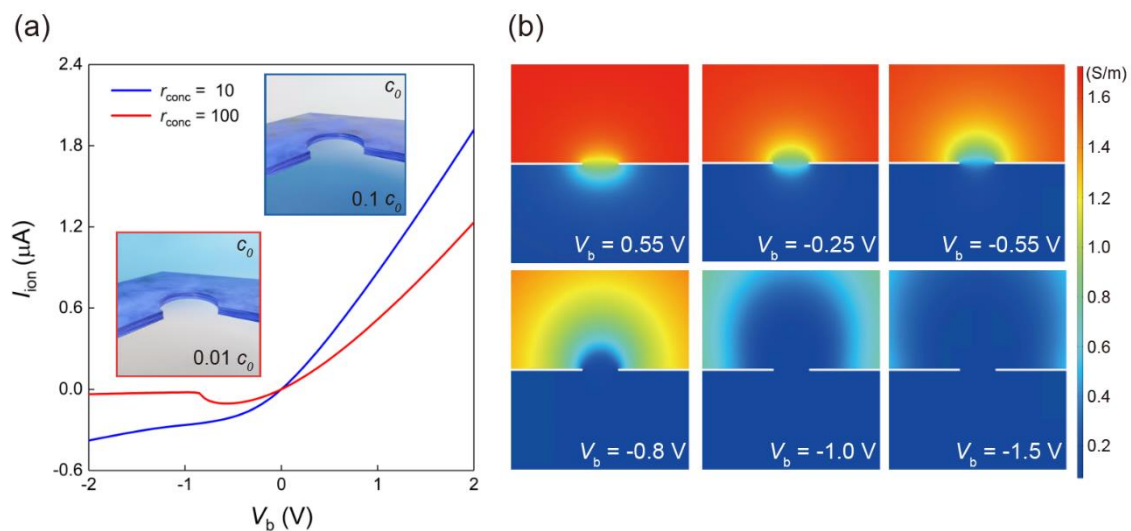 (a)
2.4
1.8
1.2
0.6
0.0
-0.6
-2
-1
0
1
2
I_ion (μA)
V_b (V)
r_conc = 10
r_conc = 100
c_0
0.1 c_0
c_0
0.01 c_0
(b)
V_b = 0.55 V
V_b = -0.25 V
V_b = -0.55 V
V_b = -0.8 V
V_b = -1.0 V
V_b = -1.5 V
(S/m)
1.6
1.4
1.2
1.0
0.8
0.6
0.4
0.2